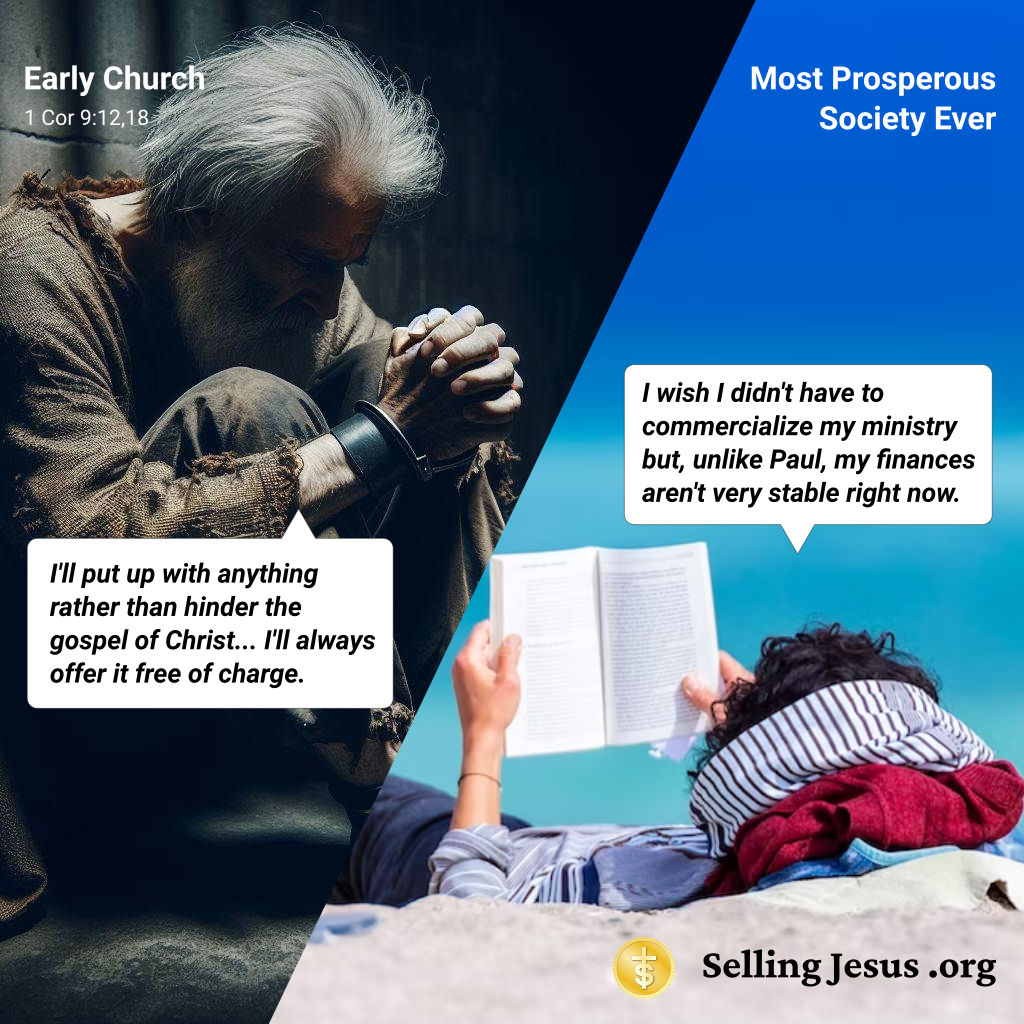 Early Church
1 Cor 9:12,18
Most Prosperous
Society Ever
I wish I didn't have to
commercialize my ministry
but, unlike Paul, my finances
aren't very stable right now.
I'll put up with anything
rather than hinder the
gospel of Christ... I'll always
offer it free of charge.
Selling Jesus .org